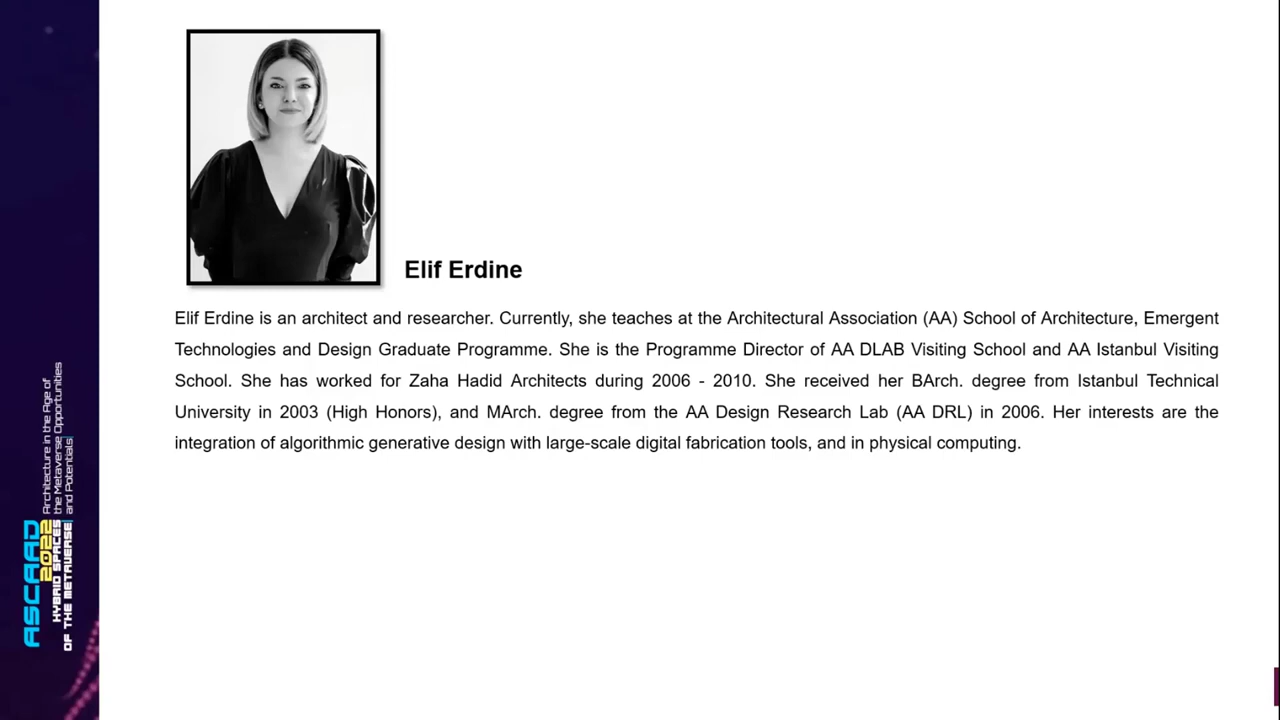 Elif Erdine
Elif Erdine is an architect and researcher. Currently, she teaches at the Architectural Association (AA) School of Architecture, Emergent
Technologies and Design Graduate Programme. She is the Programme Director of AA DLAB Visiting School and AA Istanbul Visiting
School. She has worked for Zaha Hadid Architects during 2006 - 2010. She received her BArch. degree from Istanbul Technical
University in 2003 (High Honors), and MArch. degree from the AA Design Research Lab (AA DRL) in 2006. Her interests are the
integration of algorithmic generative design with large-scale digital fabrication tools, and in physical computing.
ASCAAD
2022
HYBRID SPACES
OF THE METAVERSE|
Architecture in the Age of
the Metaverse Opportunities
and Potentials|